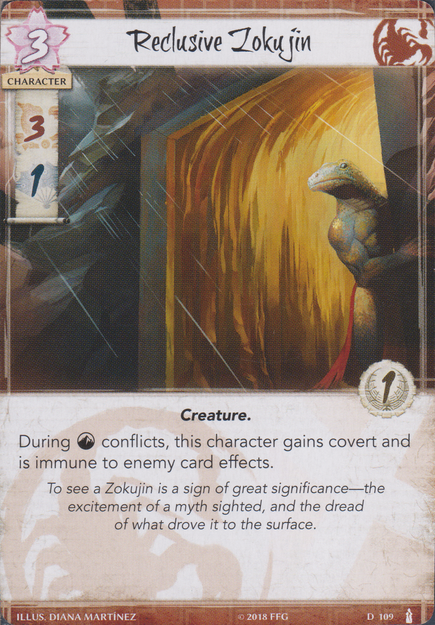 3
Reclusive Zokujin
CHARACTER
3
1
1
Creature.
During conflicts, this character gains covert and
is immune to enemy card effects.
To see a Zokujin is a sign of great significance—the
excitement of a myth sighted, and the dread
of what drove it to the surface.
ILLUS. DIANA MARTÍNEZ © 2018 FFG D 109